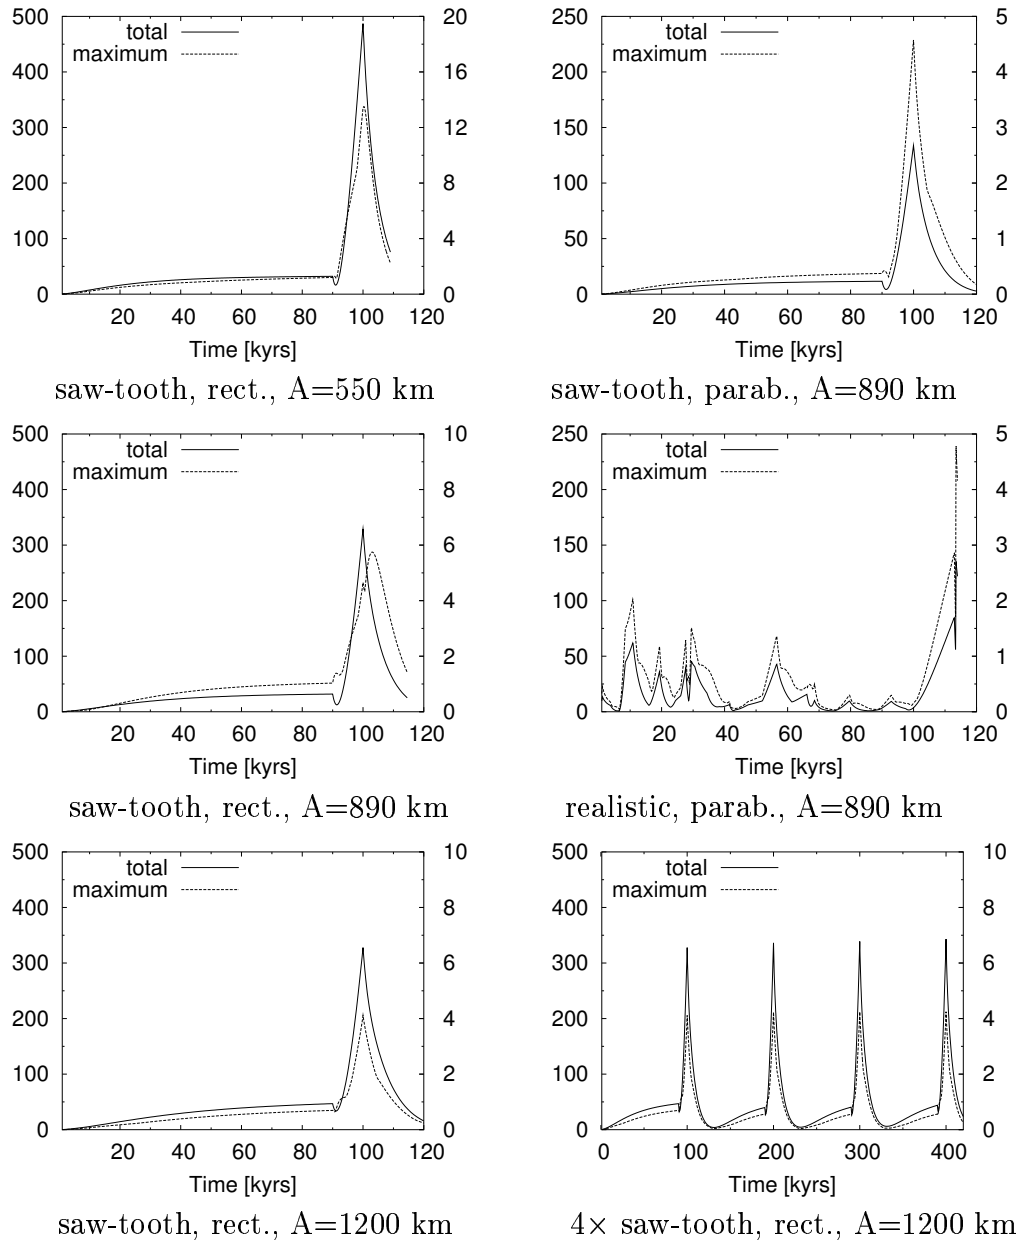 500
400
300
200
100
0
total
maximum
20
16
12
8
4
0
20 40 60 80 100 120
Time [kyrs]
saw-tooth, rect., A=550 km
250
200
150
100
50
0
total
maximum
5
4
3
2
1
0
20 40 60 80 100 120
Time [kyrs]
saw-tooth, parab., A=890 km
500
400
300
200
100
0
total
maximum
10
8
6
4
2
0
20 40 60 80 100 120
Time [kyrs]
saw-tooth, rect., A=890 km
250
200
150
100
50
0
total
maximum
5
4
3
2
1
0
20 40 60 80 100 120
Time [kyrs]
realistic, parab., A=890 km
500
400
300
200
100
0
total
maximum
10
8
6
4
2
0
20 40 60 80 100 120
Time [kyrs]
saw-tooth, rect., A=1200 km
500
400
300
200
100
0
total
maximum
10
8
6
4
2
0
0 100 200 300 400
Time [kyrs]
4× saw-tooth, rect., A=1200 km